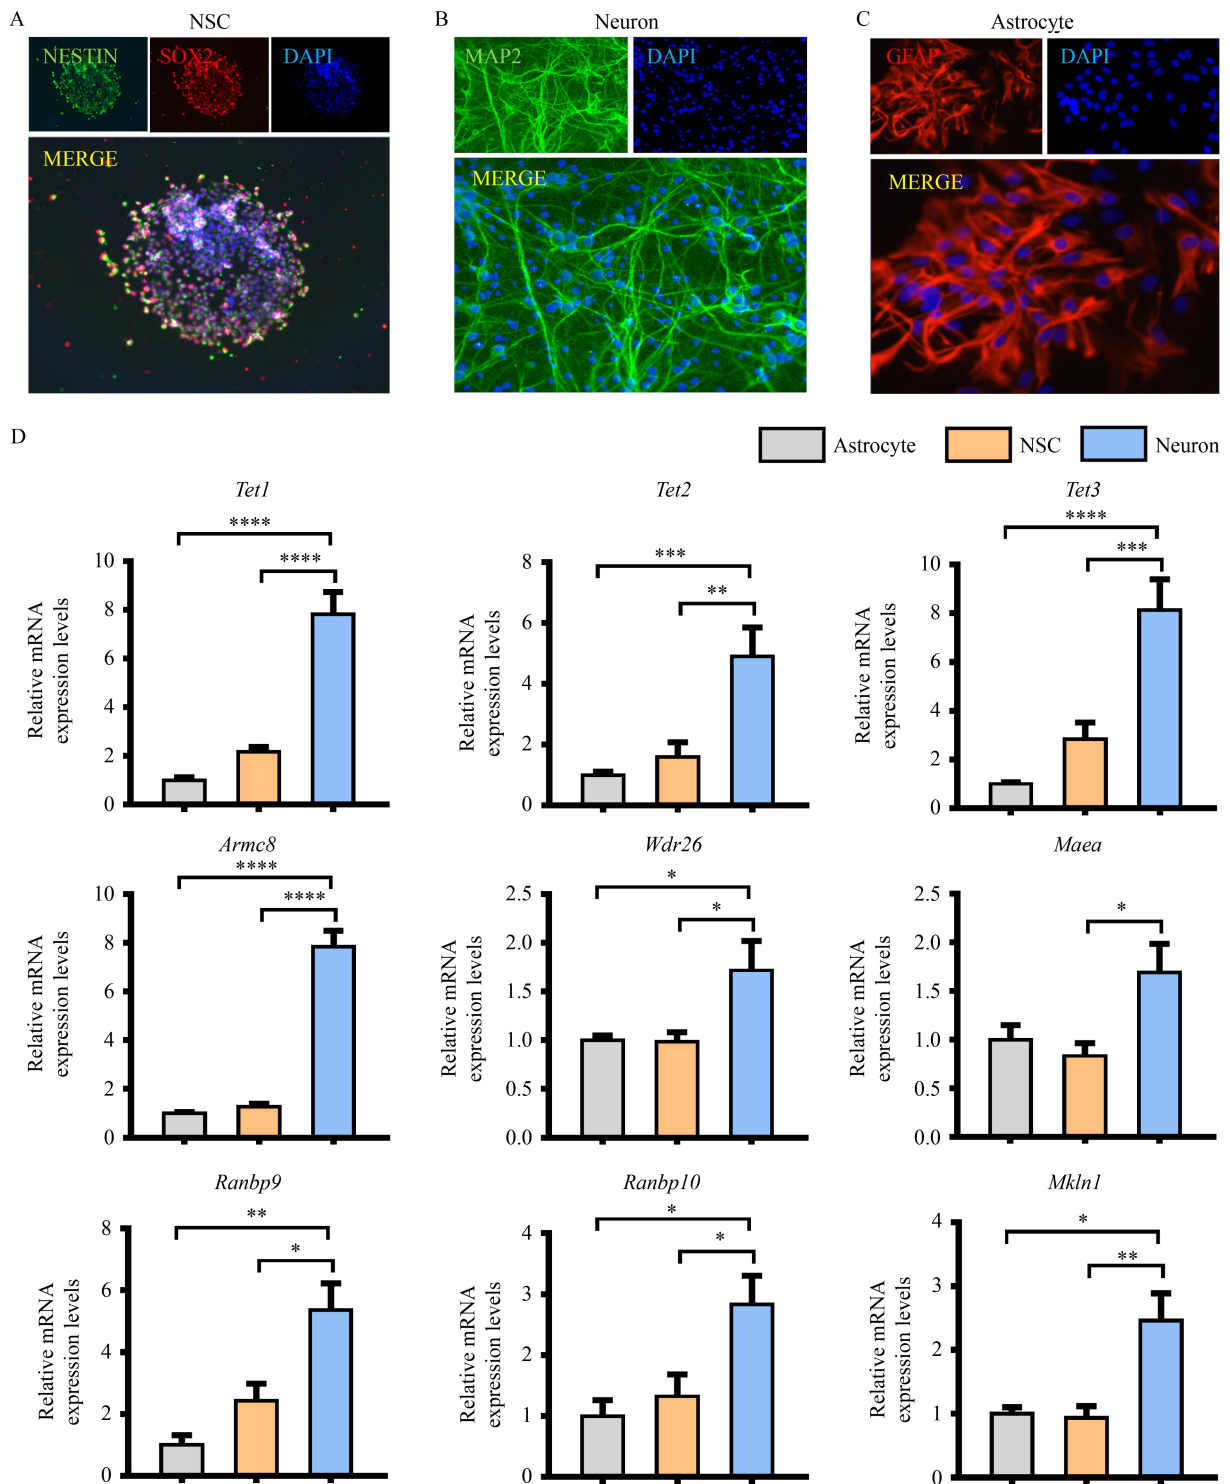 A
NSC
NESTIN
SOX2
DAPI
MERGE
B
Neuron
MAP2
DAPI
MERGE
C
Astrocyte
GFAP
DAPI
MERGE
D
Astrocyte
NSC
Neuron
Tet1
Relative mRNA
expression levels
10
8
6
4
2
0
****
****
Tet2
Relative mRNA
expression levels
8
6
4
2
0
***
**
Tet3
Relative mRNA
expression levels
10
8
6
4
2
0
****
***
Armc8
Relative mRNA
expression levels
10
8
6
4
2
0
****
****
Wdr26
Relative mRNA
expression levels
2.5
2.0
1.5
1.0
0.5
0.0
*
*
Maea
Relative mRNA
expression levels
2.5
2.0
1.5
1.0
0.5
0.0
*
Ranbp9
Relative mRNA
expression levels
8
6
4
2
0
**
*
Ranbp10
Relative mRNA
expression levels
4
3
2
1
0
*
*
Mkln1
Relative mRNA
expression levels
4
3
2
1
0
*
**